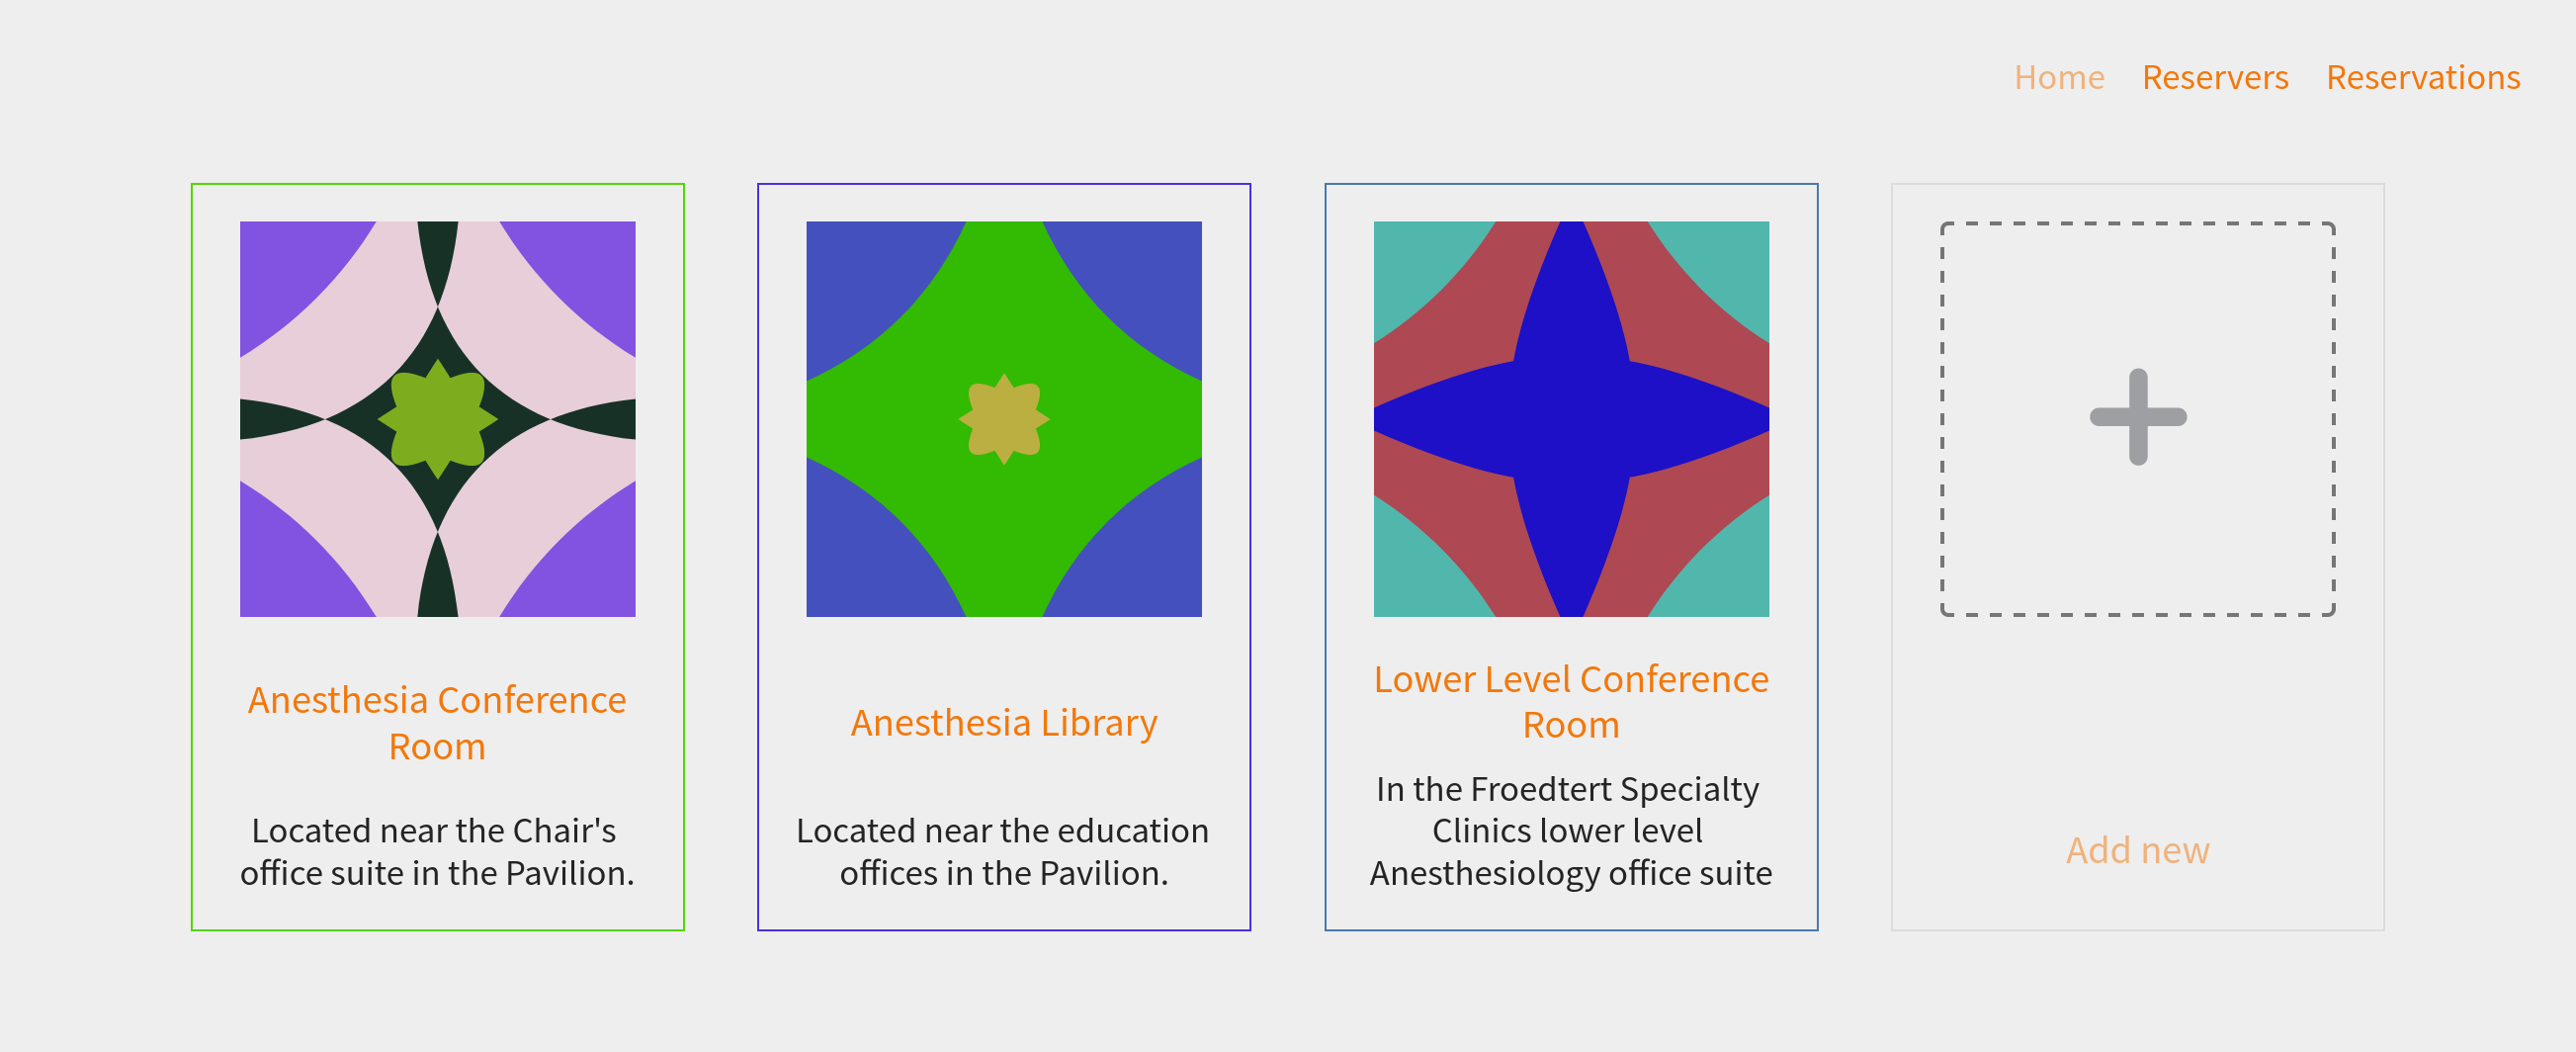 Home Reservers Reservations
Anesthesia Conference
Room
Located near the Chair's
office suite in the Pavilion.
Anesthesia Library
Located near the education
offices in the Pavilion.
Lower Level Conference
Room
In the Froedtert Specialty
Clinics lower level
Anesthesiology office suite
Add new